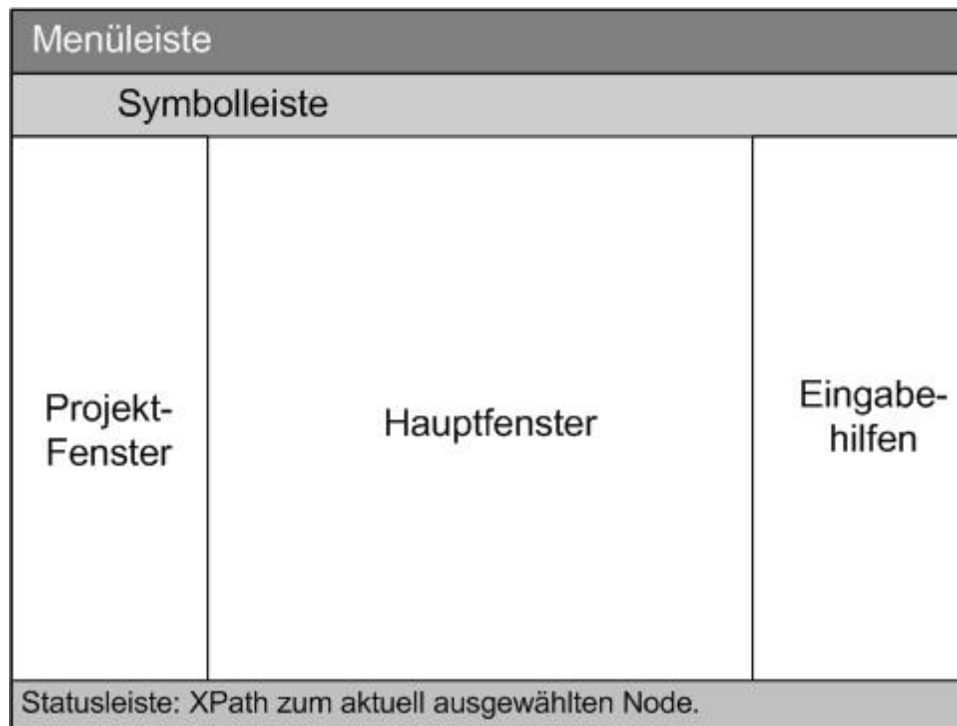 Menüleiste
Symbolleiste
Projekt-
Fenster
Hauptfenster
Eingabe-
hilfen
Statusleiste: XPath zum aktuell ausgewählten Node.